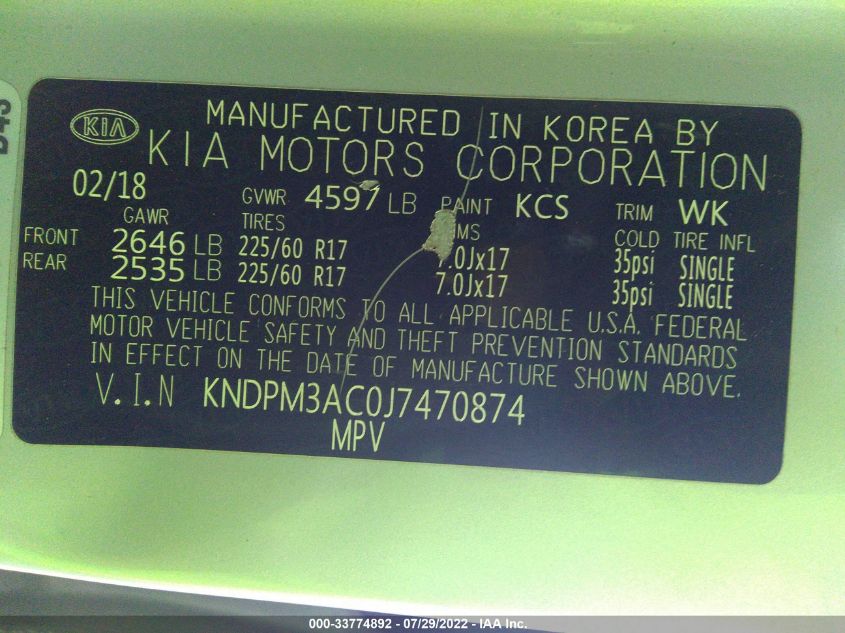 KIA
MANUFACTURED IN KOREA BY
KIA MOTORS CORPORATION
02/18 GVWR 4597 LB PAINT KCS TRIM WK
GAWR TIRES COLD TIRE INFL
FRONT 2646 LB 225/60 R17 .0Jx17 35psi SINGLE
REAR 2535 LB 225/60 R17 7.0Jx17 35psi SINGLE
THIS VEHICLE CONFORMS TO ALL APPLICABLE U.S.A. FEDERAL
MOTOR VEHICLE SAFETY AND THEFT PREVENTION STANDARDS
IN EFFECT ON THE DATE OF MANUFACTURE SHOWN ABOVE.
V.I.N KNDPM3AC0J7470874
MPV
000-33774892 - 07/29/2022 - IAA Inc.